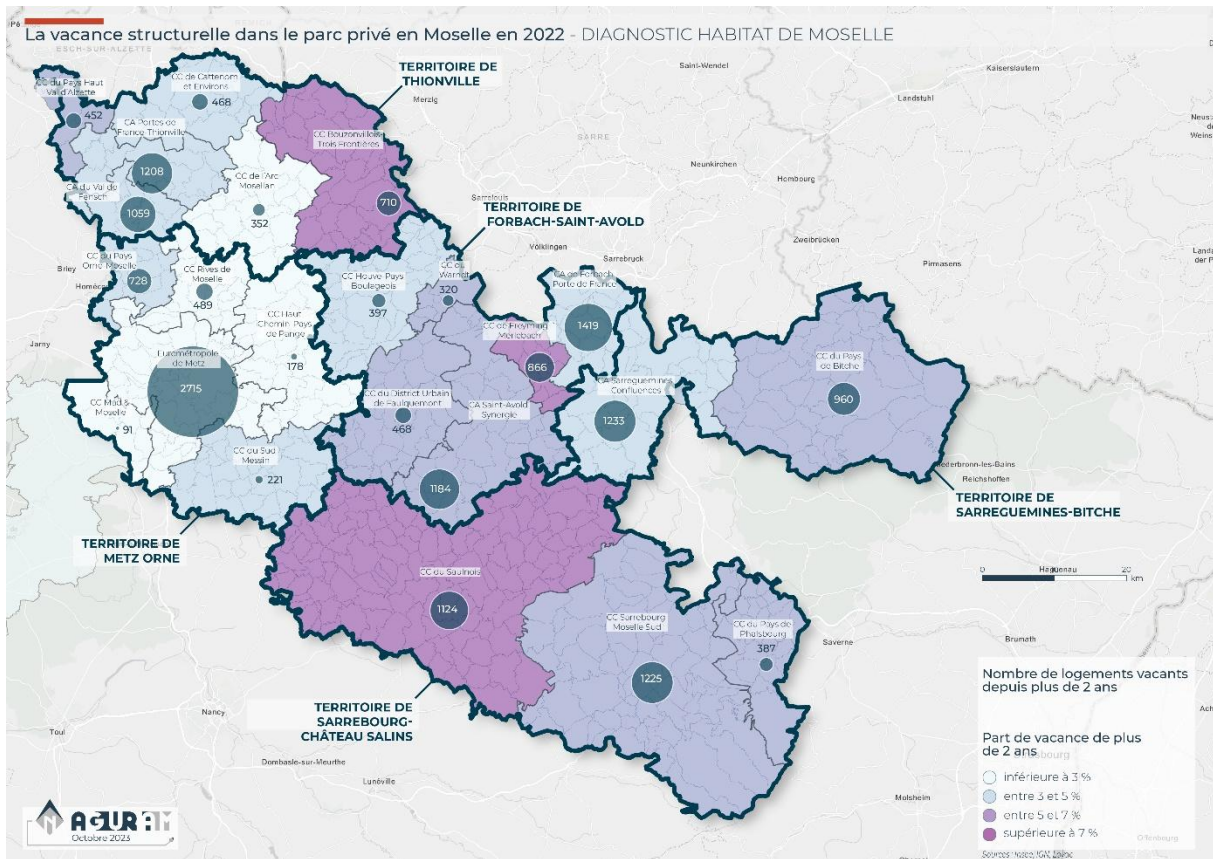 La vacance structurelle dans le parc privé en Moselle en 2022 - DIAGNOSTIC HABITAT DE MOSELLE
ESCH-SUR-ALZETTE
Saint-Wendel
Kaiserslautern
TERRITOIRE DE
THIONVILLE
CC du Pays Haut
Val d'Alzette
452
CC de Cattenom
et Environs
468
Merzig
Landstuhl
SARRE
CA Portes de
France-Thionville
1208
CC Bouzonvillois-
Trois Frontières
710
Neunkirchen
Hombourg
CA du Val de
Fensch
1059
CC de l'Arc
Mosellan
352
Sarrelouis
TERRITOIRE DE
FORBACH-SAINT-AVOLD
Völklingen
Sarrebruck
Zweibrücken
Pirmasens
Briey
CC du Pays
Orne-Moselle
728
CC Rives de
Moselle
489
CC Houve-Pays
Boulageois
397
CC du
Warndt
320
CA de Forbach
Porte de France
1419
Jarny
CC Haut
Chemin-Pays
de Pange
178
CC de Freyming
Merlebach
866
Eurométropole
de Metz
2715
CC du Pays
de Bitche
960
CC Mad &
Moselle
91
CC du District Urbain
de Faulquemont
468
CA Saint-Avold
Synergie
1184
CA Sarreguemines
Confluences
1233
CC du Sud
Messin
221
Reichshoffen
TERRITOIRE DE
SARREGUEMINES-BITCHE
TERRITOIRE DE
METZ ORNE
CC du Saulnois
1124
Haguenau
0
20
km
CC Sarrebourg
Moselle Sud
1225
CC du Pays de
Phalsbourg
387
Saverne
Brumath
TERRITOIRE DE
SARREBOURG-
CHÂTEAU SALINS
Nancy
Toul
Dombasle-sur-Meurthe
Lunéville
Molsheim
Nombre de logements vacants
depuis plus de 2 ans
Part de vacance de plus
de 2 ans
inférieure à 3 %
entre 3 et 5 %
entre 5 et 7 %
supérieure à 7 %
Offenbourg
AGURAM
Octobre 2023